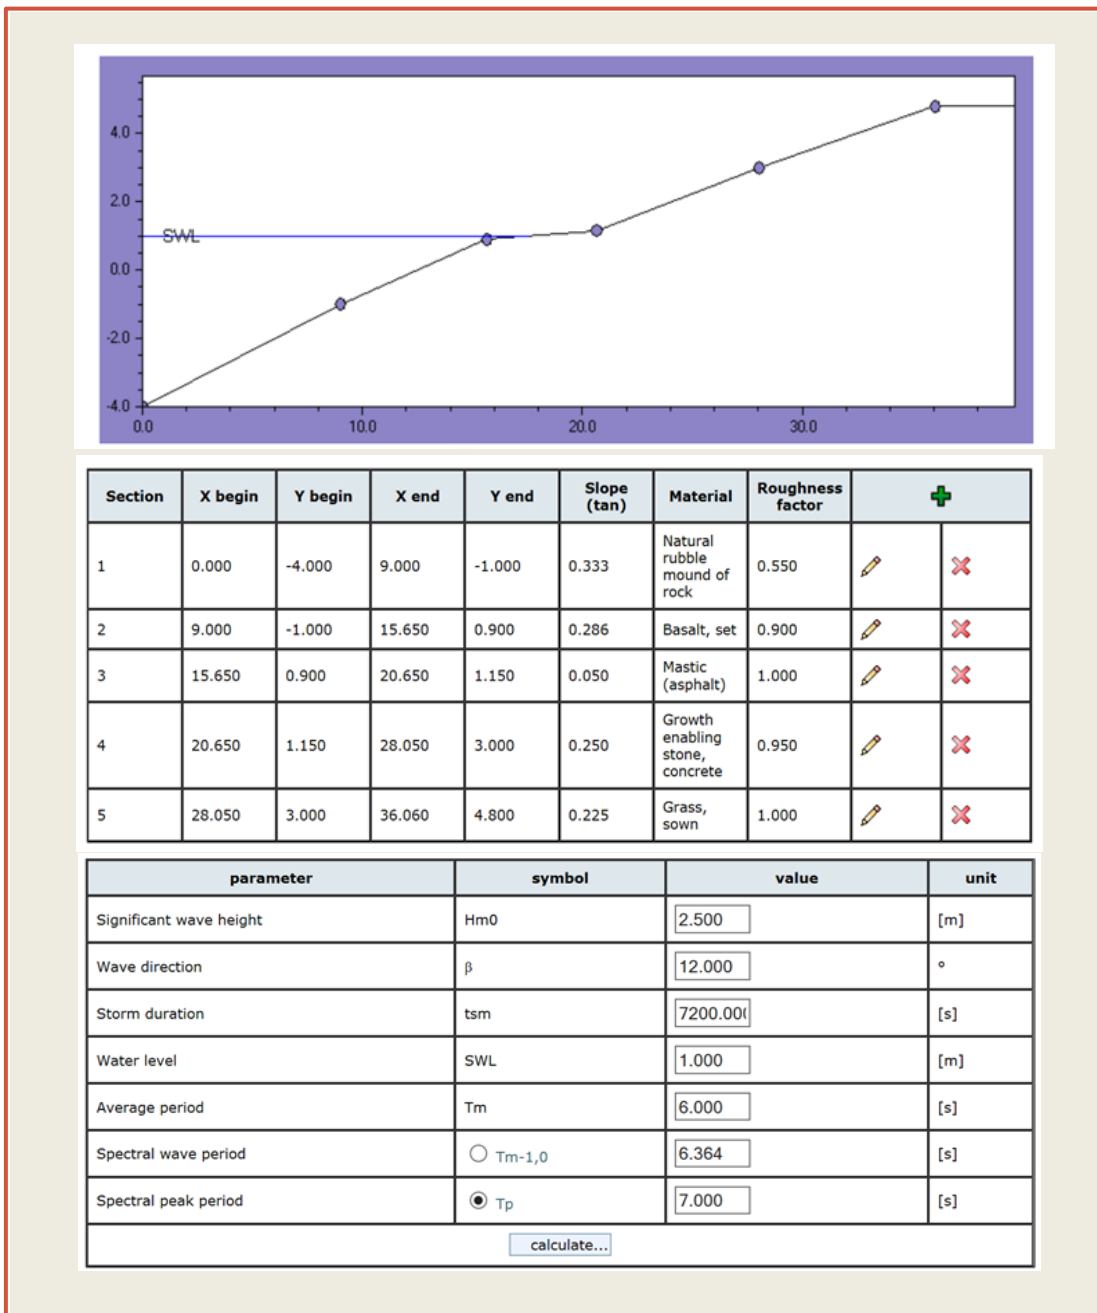 4.0
2.0
SWL
0.0
-2.0
-4.0
0.0 10.0 20.0 30.0
Section X begin Y begin X end Y end Slope (tan) Material Roughness factor
1 0.000 -4.000 9.000 -1.000 0.333 Natural rubble mound of rock 0.550
2 9.000 -1.000 15.650 0.900 0.286 Basalt, set 0.900
3 15.650 0.900 20.650 1.150 0.050 Mastic (asphalt) 1.000
4 20.650 1.150 28.050 3.000 0.250 Growth enabling stone, concrete 0.950
5 28.050 3.000 36.060 4.800 0.225 Grass, sown 1.000
parameter symbol value unit
Significant wave height Hm0 2.500 [m]
Wave direction β 12.000 °
Storm duration tsm 7200.00( [s]
Water level SWL 1.000 [m]
Average period Tm 6.000 [s]
Spectral wave period Tm-1,0 6.364 [s]
Spectral peak period Tp 7.000 [s]
calculate...